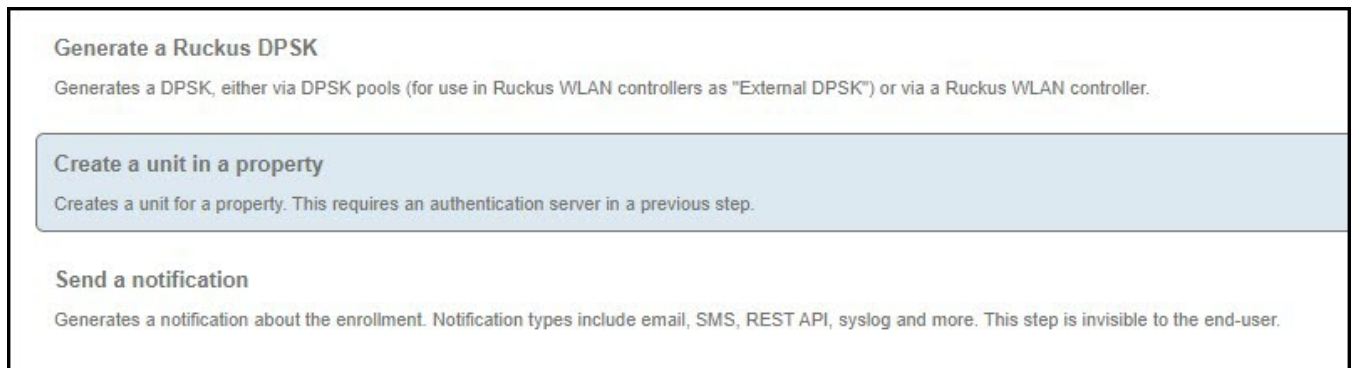 Generate a Ruckus DPSK
Generates a DPSK, either via DPSK pools (for use in Ruckus WLAN controllers as "External DPSK") or via a Ruckus WLAN controller.
Create a unit in a property
Creates a unit for a property. This requires an authentication server in a previous step.
Send a notification
Generates a notification about the enrollment. Notification types include email, SMS, REST API, syslog and more. This step is invisible to the end-user.